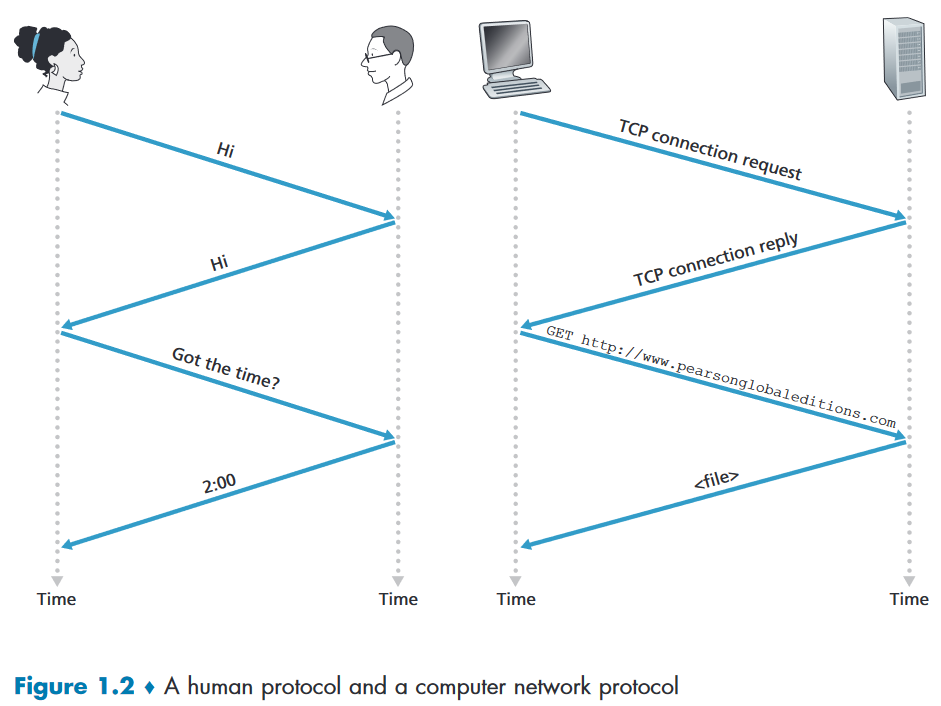 Hi
Hi
Got the time?
2:00
Time
Time
TCP connection request
TCP connection reply
GET http://www.pearsonglobaleditions.com
<file>
Time
Time
Figure 1.2 ♦ A human protocol and a computer network protocol